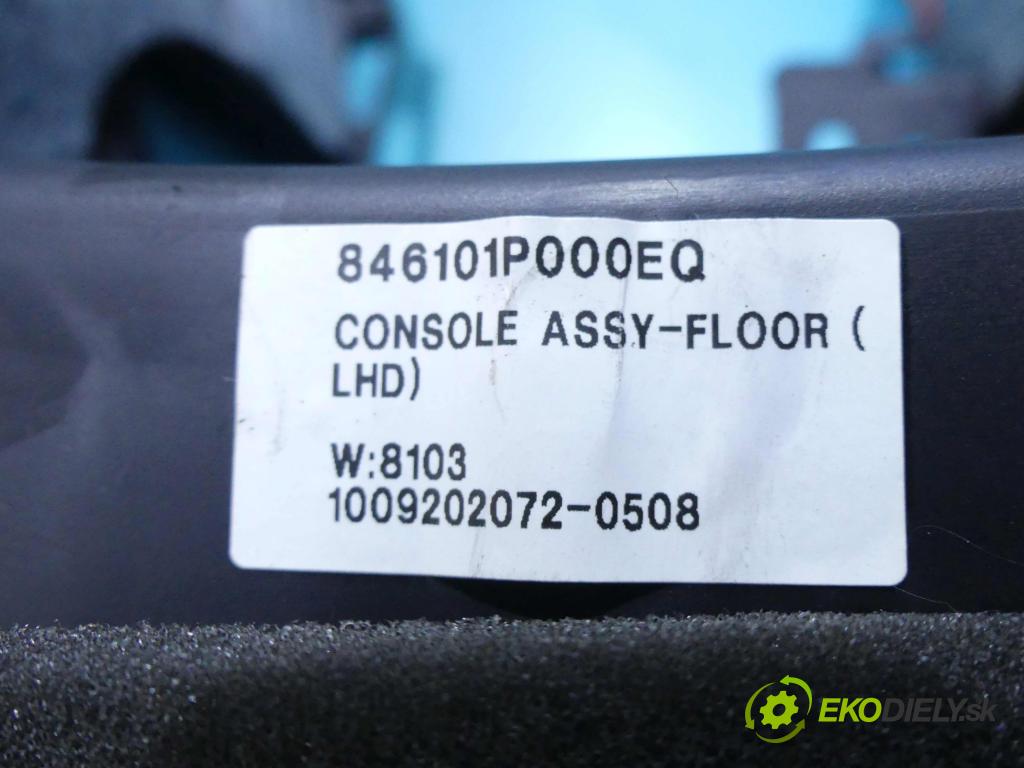 846101P000EQ
CONSOLE ASSY-FLOOR (
LHD)
W:8103
1009202072-0508
EKODIELY.sk